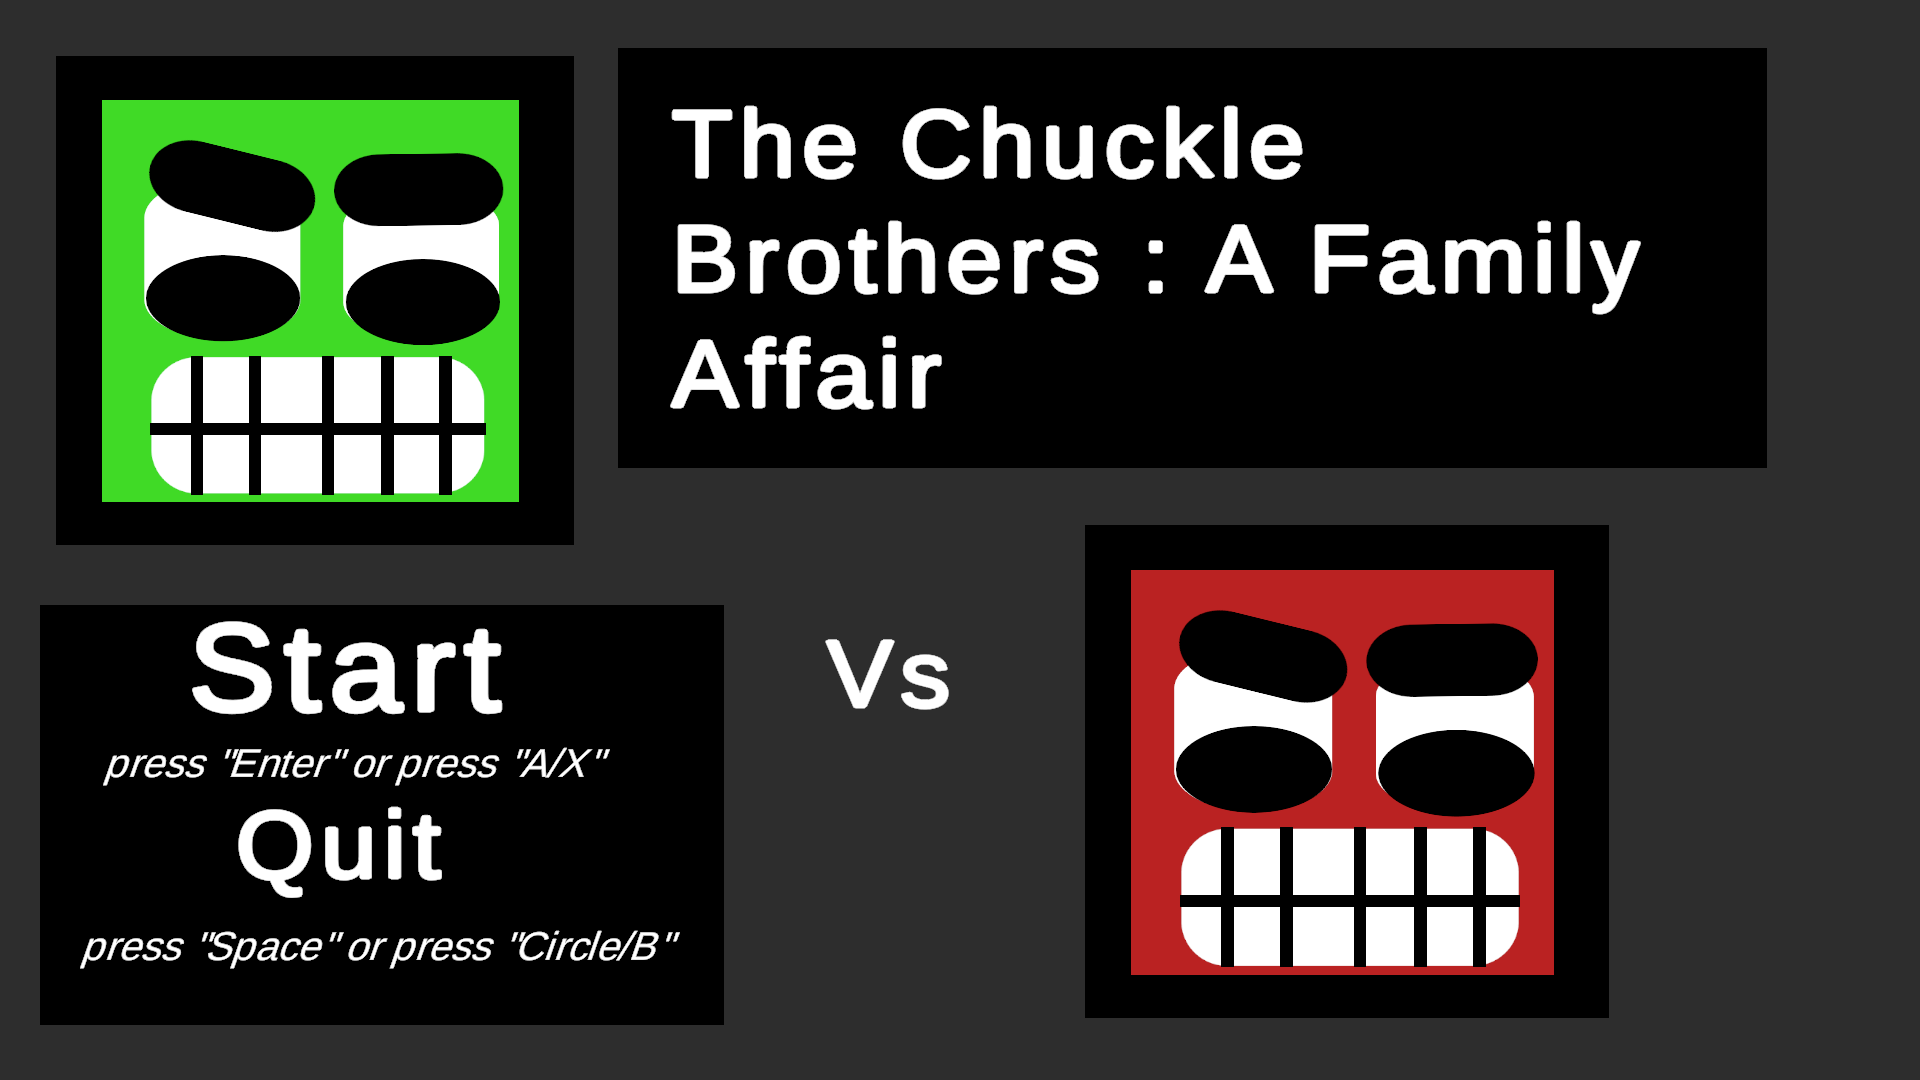 The Chuckle
Brothers : A Family
Affair
Start
press "Enter" or press "A/X"
Quit
press "Space" or press "Circle/B"
Vs